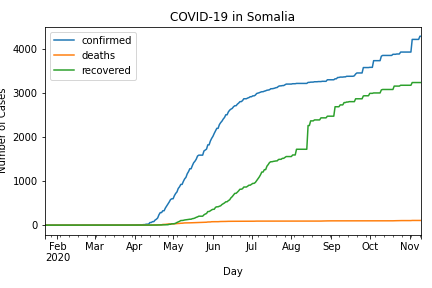 COVID-19 in Somalia
confirmed
deaths
recovered
4000
3000
2000
1000
0
Number of Cases
Feb Mar Apr May Jun Jul Aug Sep Oct Nov
2020
Day